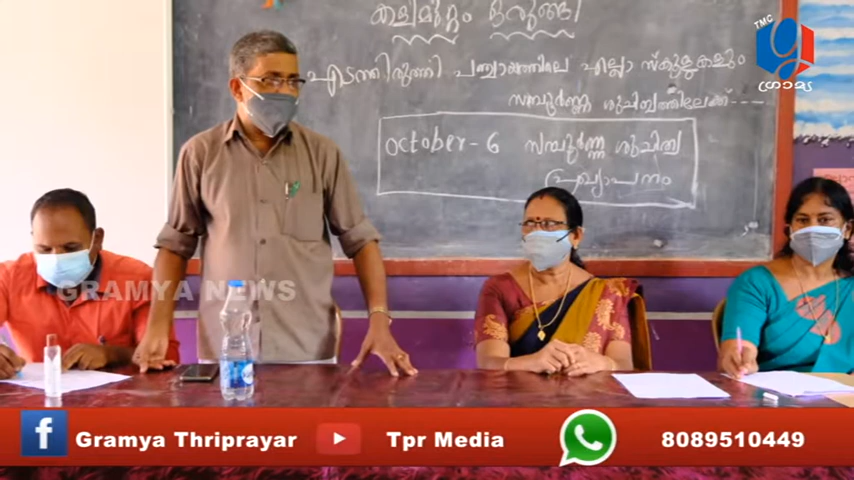 കളിമുറ്റം ഒരുങ്ങി
എടത്തിരുത്തി പഞ്ചായത്തിലെ എല്ലാ സ്കൂളുകളും
സമ്പൂർണ്ണ ശുചിത്വത്തിലേക്ക്
October - 6 സമ്പൂർണ്ണ ശുചിത്വ
പ്രഖ്യാപനം
TMC
ഗ്രാമ്യ
GRAMYA NEWS
Gramya Thriprayar
Tpr Media
8089510449